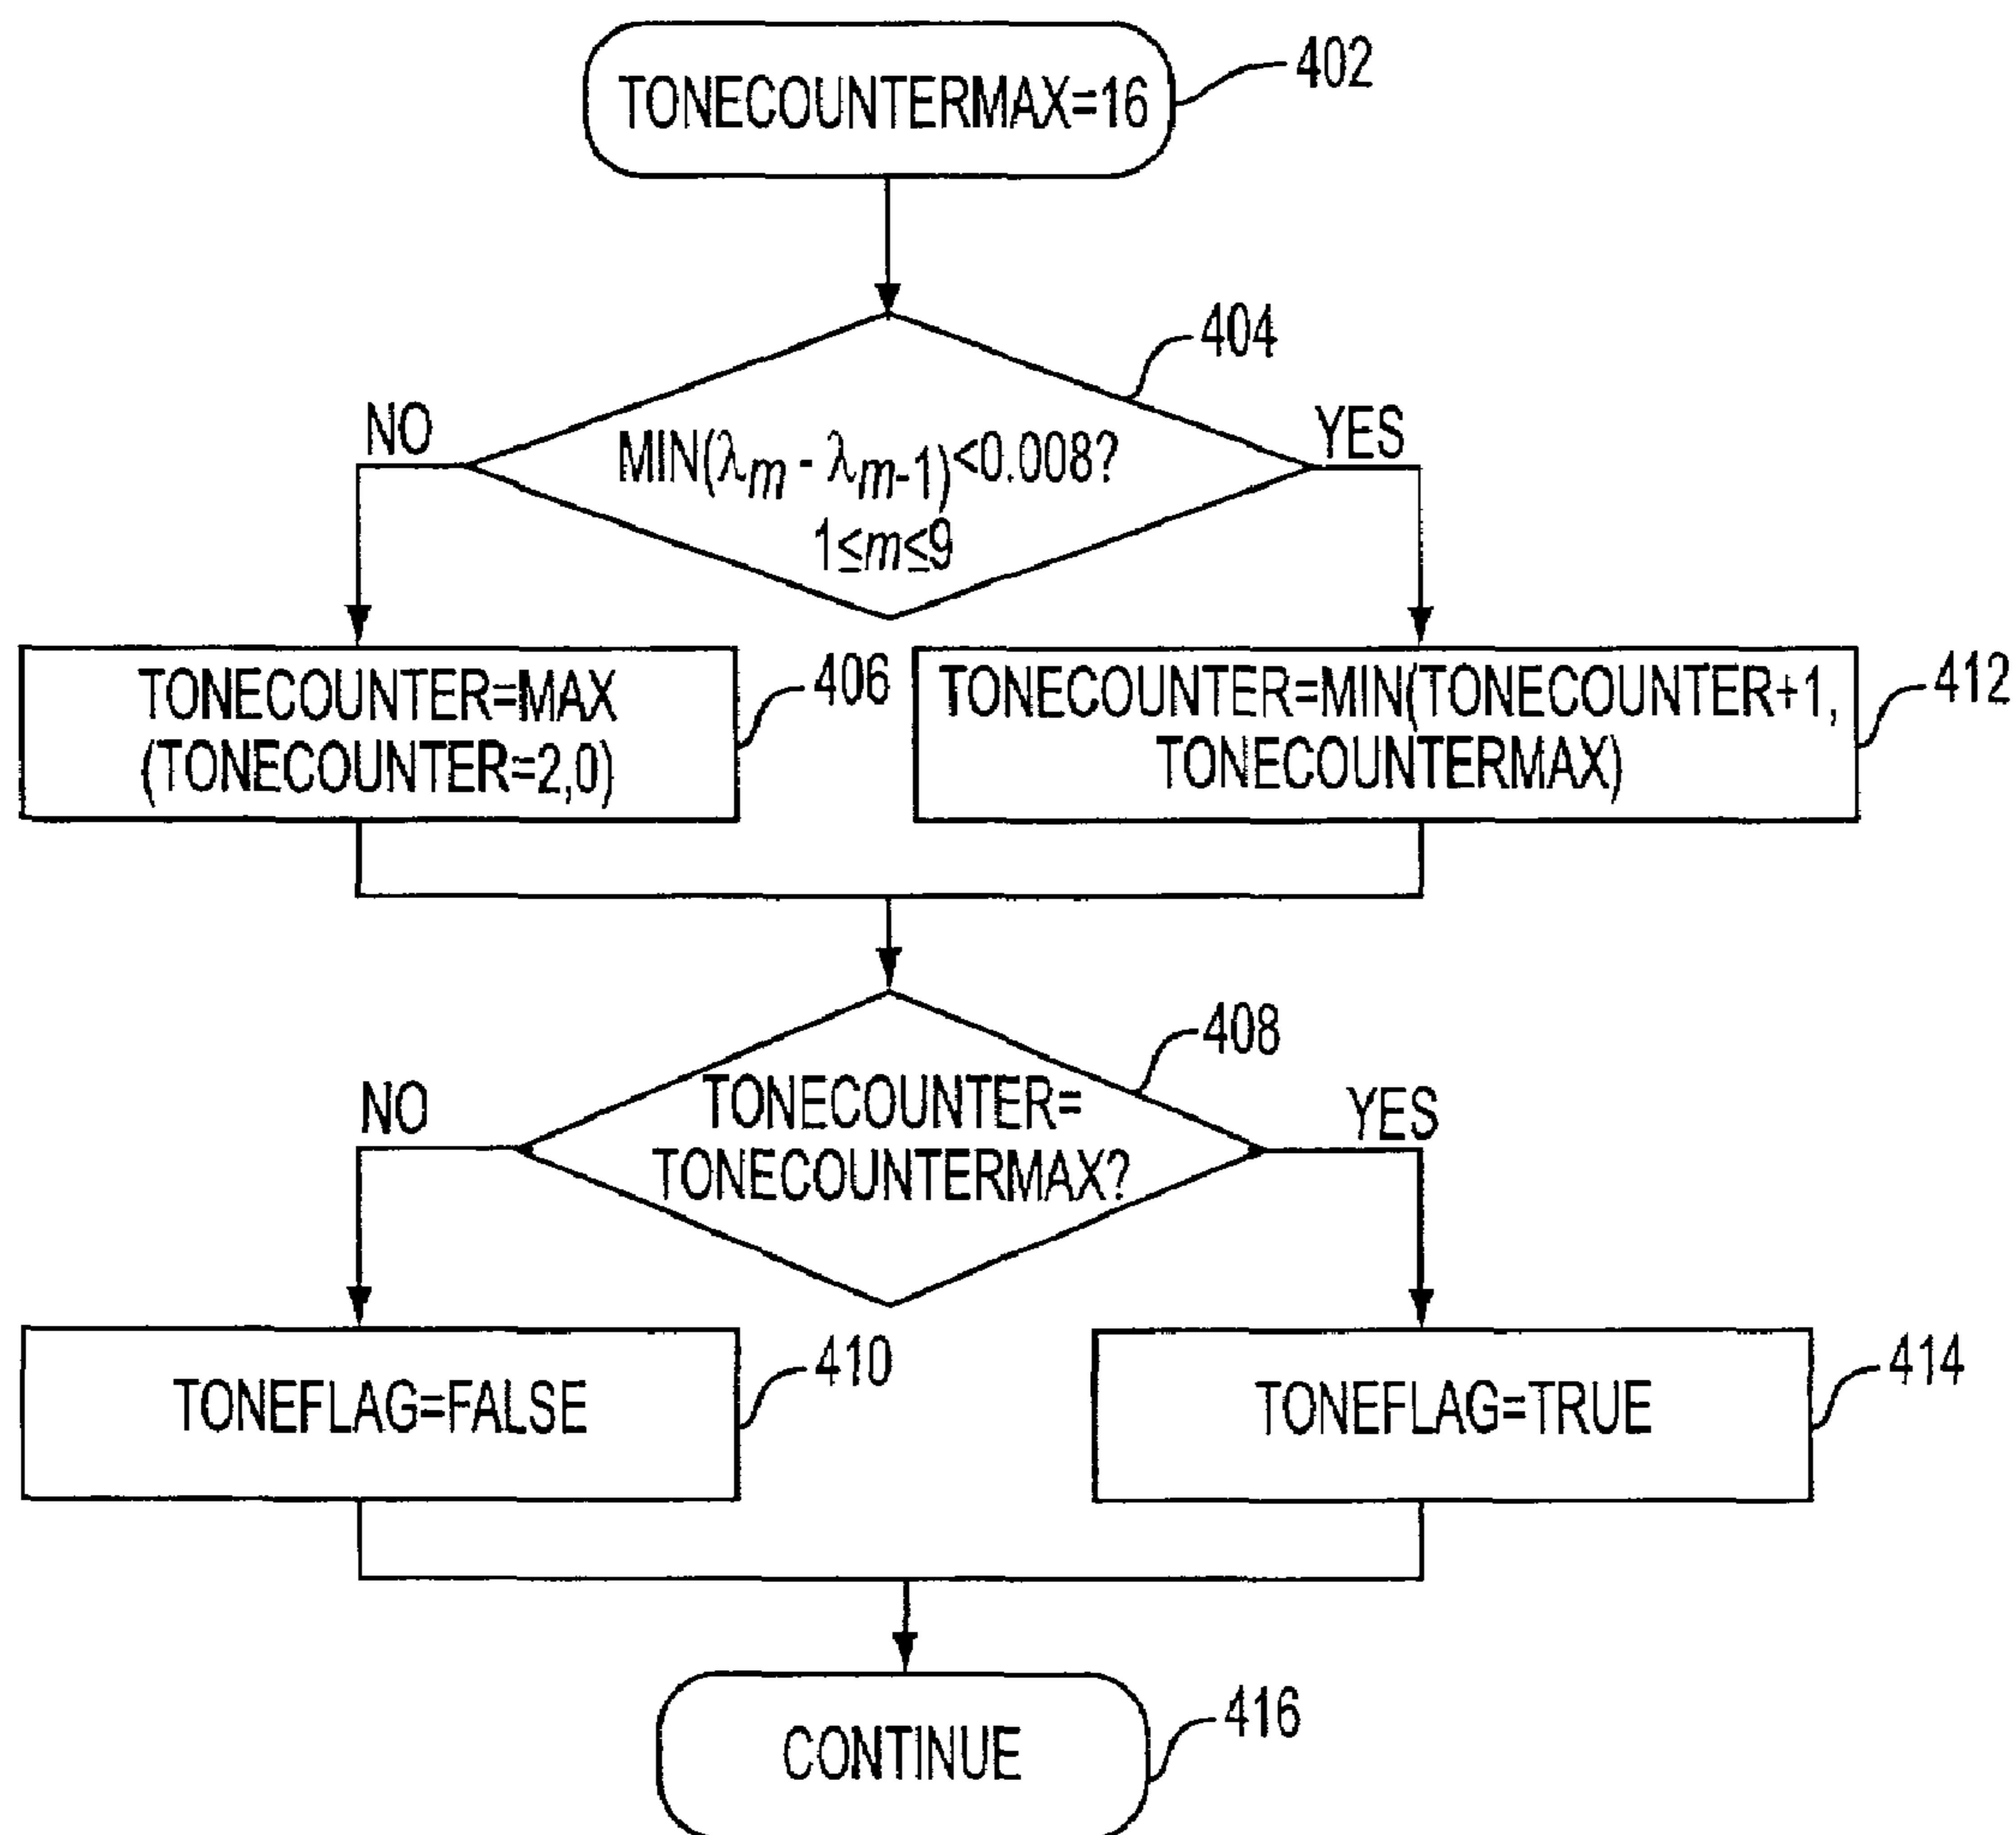 TONECOUNTERMAX=16
402
404
NO
YES
MIN(λm - λm-1)<0.008?
1≤m≤9
TONECOUNTER=MAX
(TONECOUNTER=2,0)
406
TONECOUNTER=MIN(TONECOUNTER+1,
TONECOUNTERMAX)
412
408
NO
YES
TONECOUNTER=
TONECOUNTERMAX?
TONEFLAG=FALSE
410
TONEFLAG=TRUE
414
CONTINUE
416